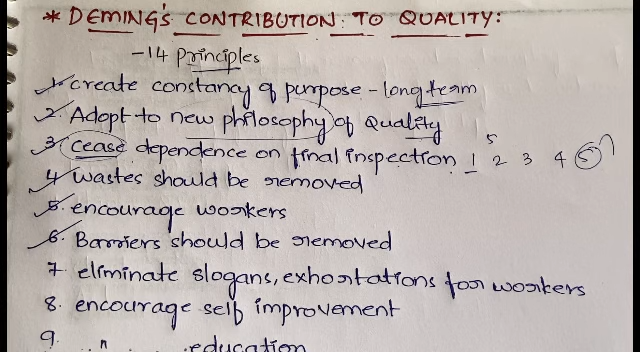 * DEMING'S CONTRIBUTION TO QUALITY:
- 14 principles
1. create constancy of purpose - long term
2. Adopt to new philosophy of Quality
3. cease dependence on final inspection 1 2 3 4 5
4. wastes should be removed
5. encourage workers
6. Barriers should be removed
7. eliminate slogans, exhortations for workers
8. encourage self improvement
9. " education